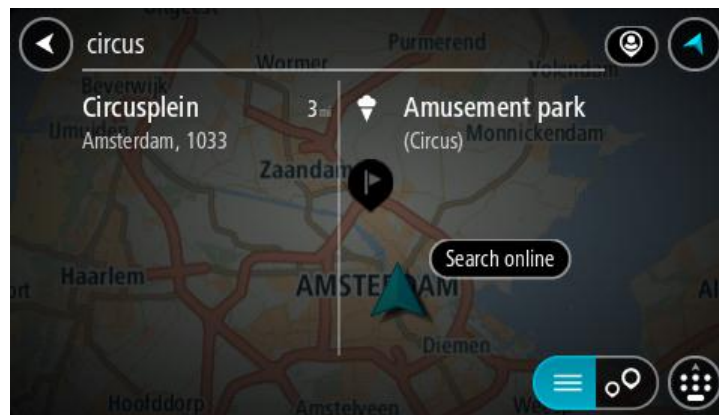 circus
Circusplein
3 mi
Amsterdam, 1033
Amusement park
(Circus)
Search online
Purmerend
Wormer
Volendam
Beverwijk
Monnickendam
Zaandam
Haarlem
AMSTERDAM
Diemen
Hoofddorp
Amstelveen